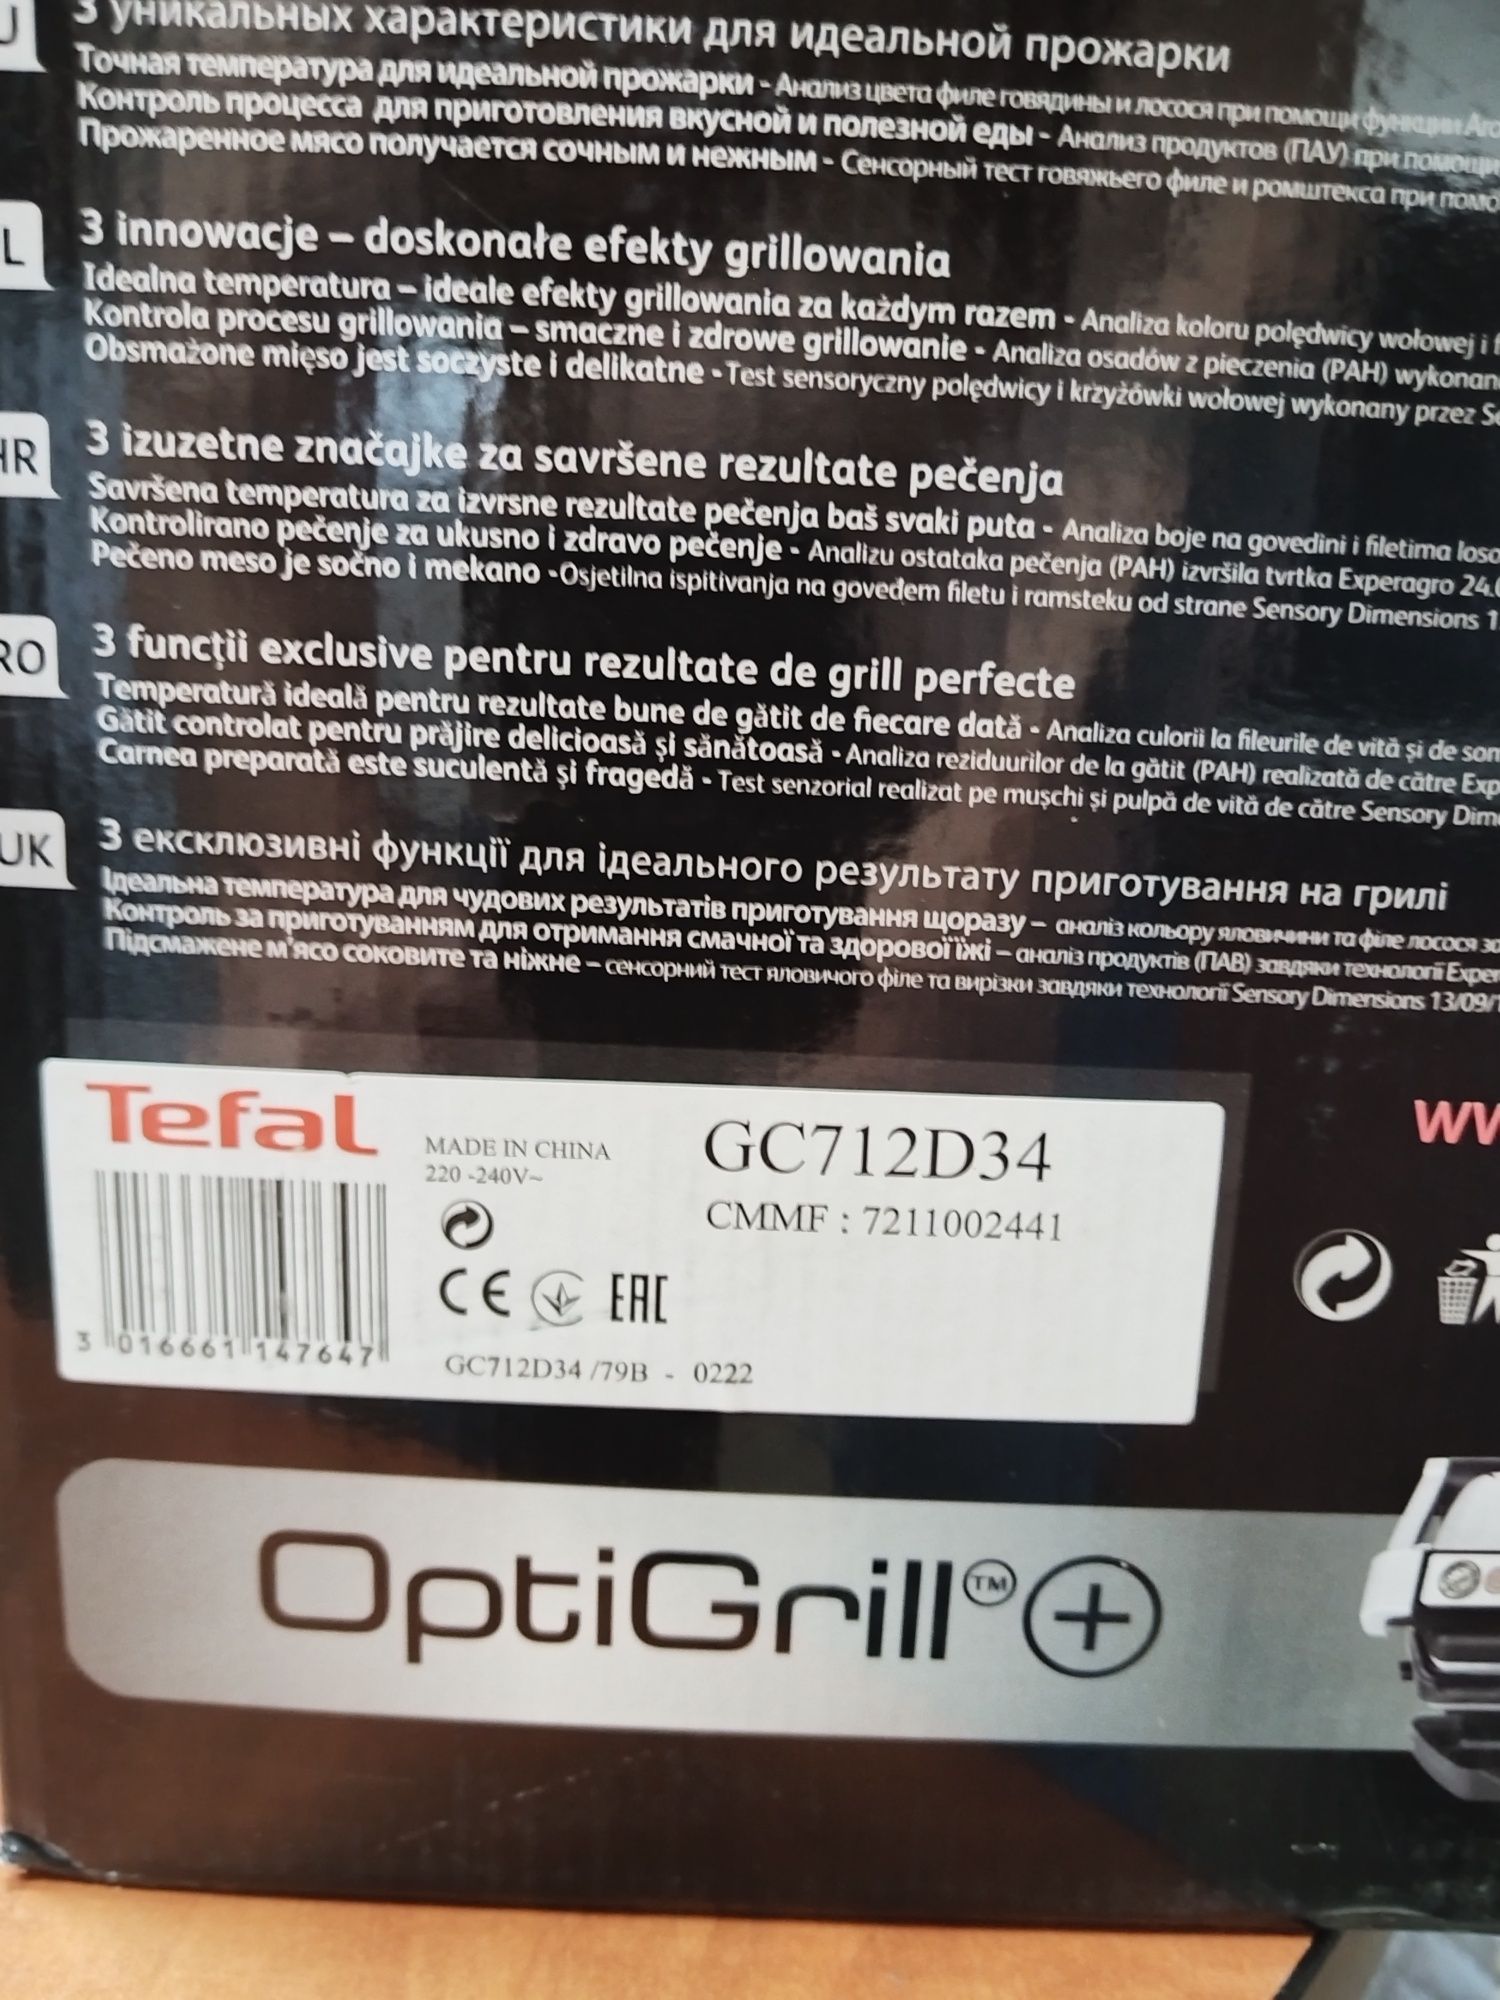 3 уникальных характеристики для идеальной прожарки
Точная температура для идеальной прожарки - Анализ цвета филе говядины и лосося при помощи функции
Контроль процесса для приготовления вкусной и полезной еды - Анализ продуктов (ПАУ) при помощи
Прожаренное мясо получается сочным и нежным - Сенсорный тест говяжьего филе и ромштекса при
L
3 innowacje – doskonałe efekty grillowania
Idealna temperatura – ideale efekty grillowania za każdym razem - Analiza koloru polędwicy wołowej i
Kontrola procesu grillowania – smaczne i zdrowe grillowanie - Analiza osadów z pieczenia (PAH)
Obsmażone mięso jest soczyste i delikatne - Test sensoryczny polędwicy i krzyżówki wołowej wykonany przez
HR
3 izuzetne značajke za savršene rezultate pečenja
Savršena temperatura za izvrsne rezultate pečenja baš svaki puta - Analiza boje na govedini i filetima
Kontrolirano pečenje za ukusno i zdravo pečenje - Analizu ostataka pečenja (PAH) izvršila tvrtka Experagro
Pečeno meso je sočno i mekano -Osjetilna ispitivanja na goveđem filetu i ramsteku od strane Sensory Dimensions
RO
3 funcții exclusive pentru rezultate de grill perfecte
Temperatură ideală pentru rezultate bune de gătit de fiecare dată - Analiza culorii la fileurile de vită și de
Gătit controlat pentru prăjire delicioasă și sănătoasă - Analiza reziduurilor de la gătit (PAH) realizată de către
Carnea preparată este suculentă și fragedă - Test senzorial realizat pe mușchi și pulpă de vită de către Sensory
UK
3 ексклюзивні функції для ідеального результату приготування на грилі
Ідеальна температура для чудових результатів приготування щоразу – аналіз кольору яловичини та філе лосося
Контроль за приготуванням для отримання смачної та здорової їжі – аналіз продуктів (ПАВ) завдяки технології
Підсмажене м'ясо соковите та ніжне – сенсорний тест яловичого філе та вирізки завдяки технології Sensory Dimensions 13/09/
Tefal
MADE IN CHINA
220 -240V~
GC712D34
CMMF : 7211002441
CE EAC
3 016661 147647
GC712D34 /79B - 0222
OptiGrill™+